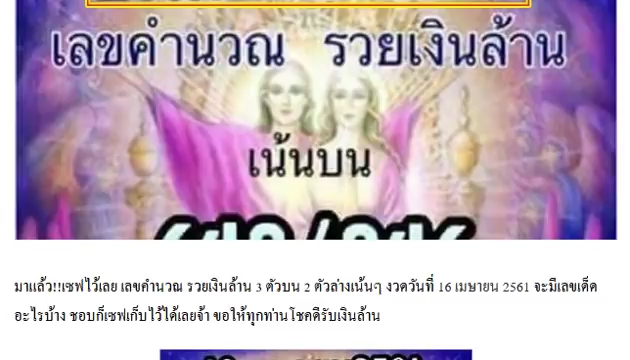 เลขคำนวณ รวยเงินล้าน
เน้นบน
มาแล้ว!!เซฟไว้เลย เลขคำนวณ รวยเงินล้าน 3 ตัวบน 2 ตัวล่างเน้นๆ งวดวันที่ 16 เมษายน 2561 จะมีเลขเด็ด
อะไรบ้าง ชอบก็เซฟเก็บไว้ได้เลยจ้า ขอให้ทุกท่านโชคดีรับเงินล้าน